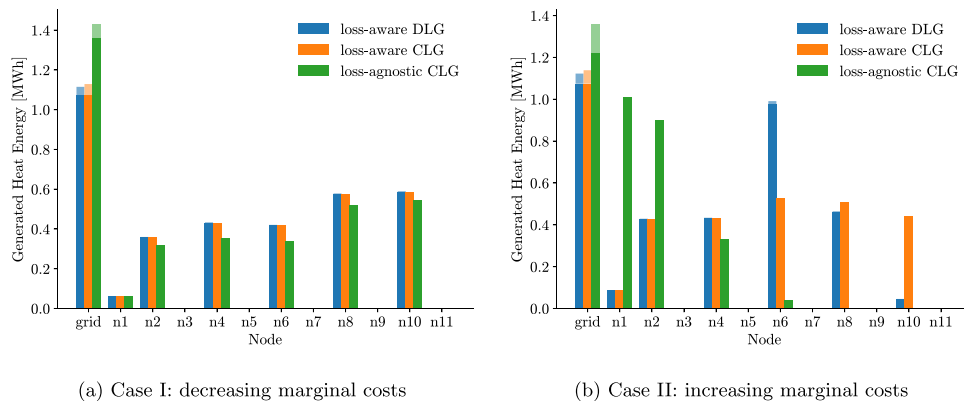 Generated Heat Energy [MWh]
1.4
1.2
1.0
0.8
0.6
0.4
0.2
0.0
loss-aware DLG
loss-aware CLG
loss-agnostic CLG
grid n1 n2 n3 n4 n5 n6 n7 n8 n9 n10 n11
Node
(a) Case I: decreasing marginal costs
Generated Heat Energy [MWh]
1.4
1.2
1.0
0.8
0.6
0.4
0.2
0.0
loss-aware DLG
loss-aware CLG
loss-agnostic CLG
grid n1 n2 n3 n4 n5 n6 n7 n8 n9 n10 n11
Node
(b) Case II: increasing marginal costs